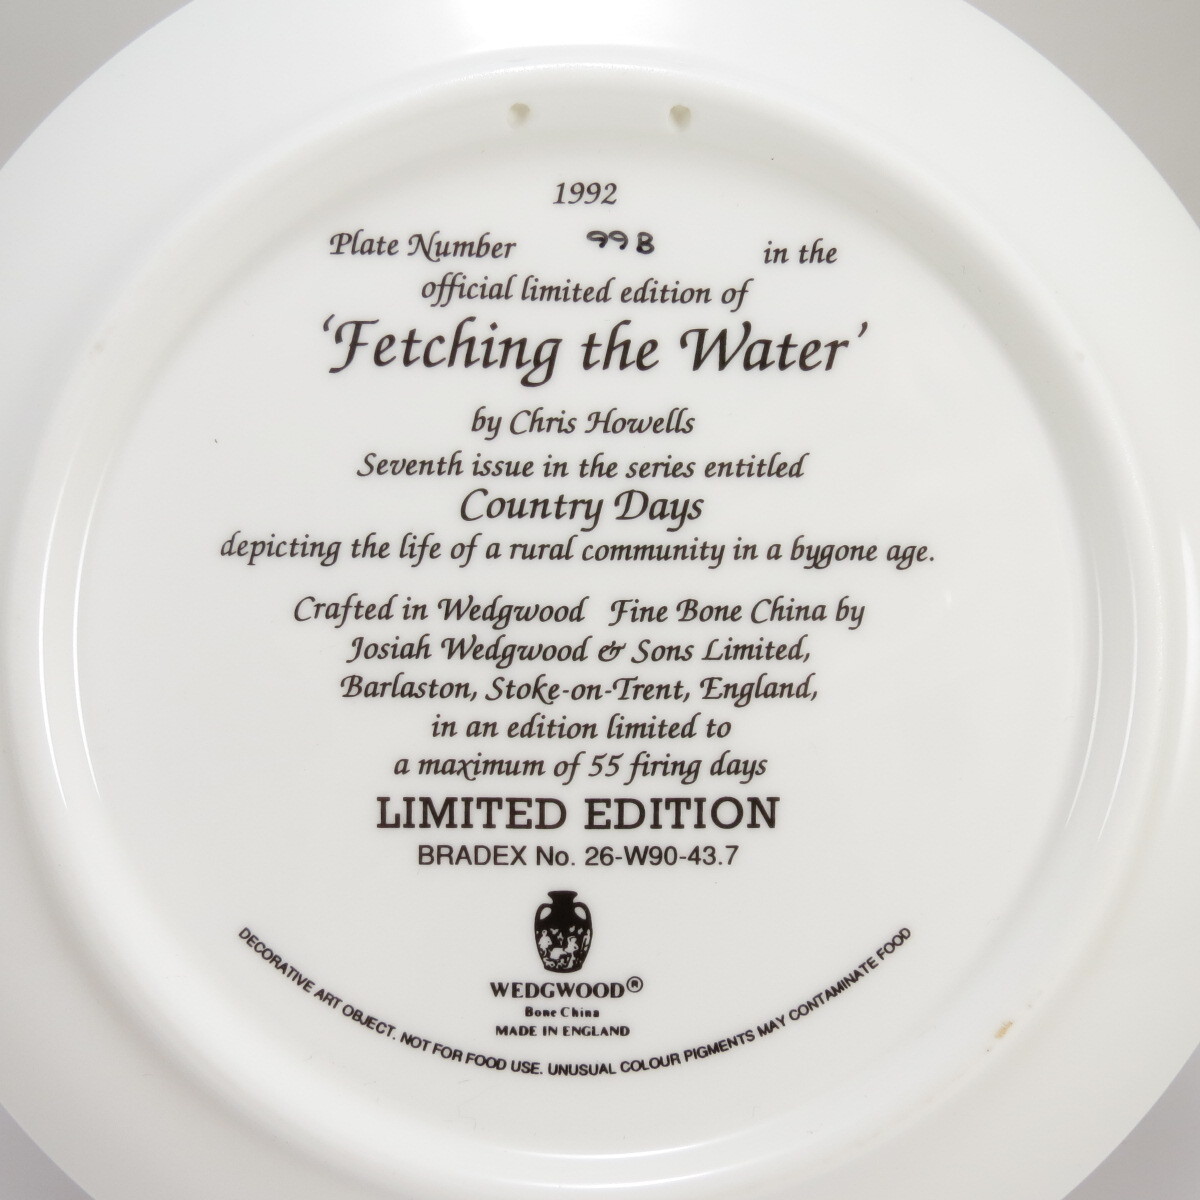 1992
Plate Number 99B in the
official limited edition of
‘Fetching the Water’
by Chris Howells
Seventh issue in the series entitled
Country Days
depicting the life of a rural community in a bygone age.
Crafted in Wedgwood Fine Bone China by
Josiah Wedgwood & Sons Limited,
Barlaston, Stoke-on-Trent, England,
in an edition limited to
a maximum of 55 firing days
LIMITED EDITION
BRADEX No. 26-W90-43.7
WEDGWOOD®
Bone China
MADE IN ENGLAND
DECORATIVE ART OBJECT. NOT FOR FOOD USE. UNUSUAL COLOUR PIGMENTS MAY CONTAMINATE FOOD